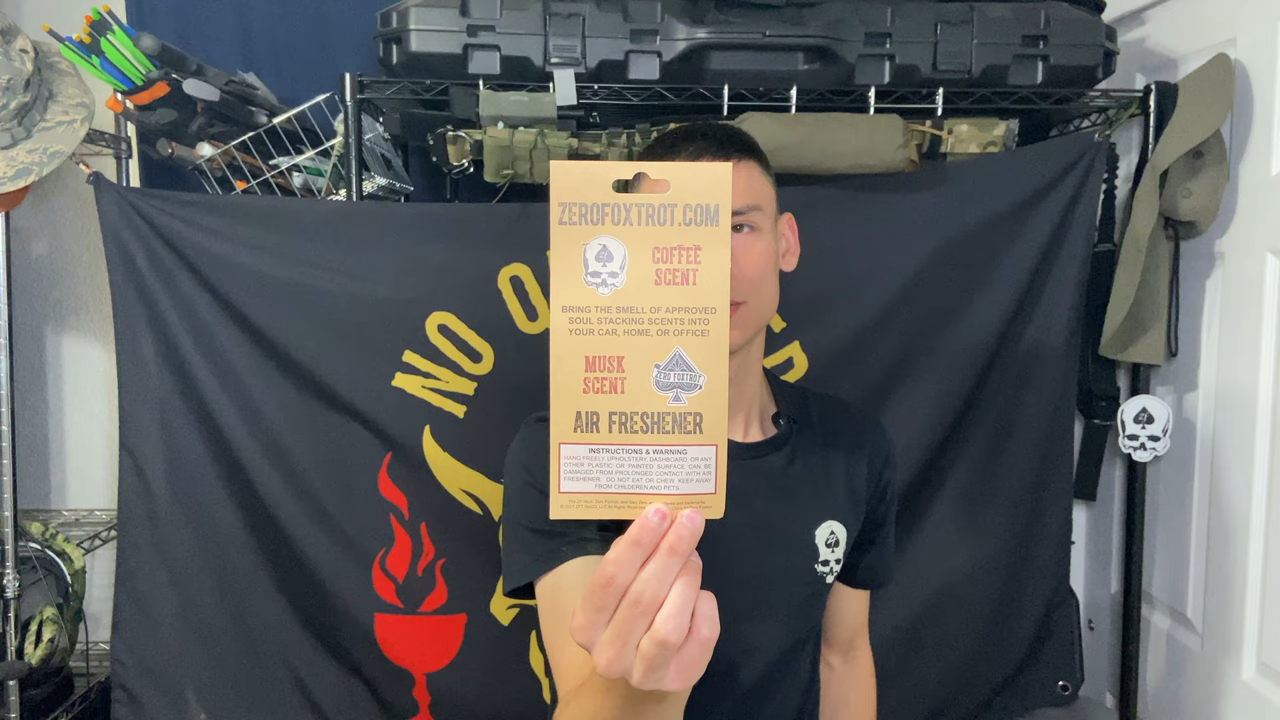 NO O
ZEROFOXTROT.COM
COFFEE
SCENT
BRING THE SMELL OF APPROVED
SOUL STACKING SCENTS INTO
YOUR CAR, HOME, OR OFFICE!
MUSK
SCENT
ZERO FOXTROT
AIR FRESHENER
INSTRUCTIONS & WARNING
HANG FREELY. UPHOLSTERY, DASHBOARD, OR ANY
OTHER PLASTIC OR PAINTED SURFACE CAN BE
DAMAGED FROM PROLONGED CONTACT WITH AIR
FRESHENER. DO NOT EAT OR CHEW. KEEP AWAY
FROM CHILDEREN AND PETS.